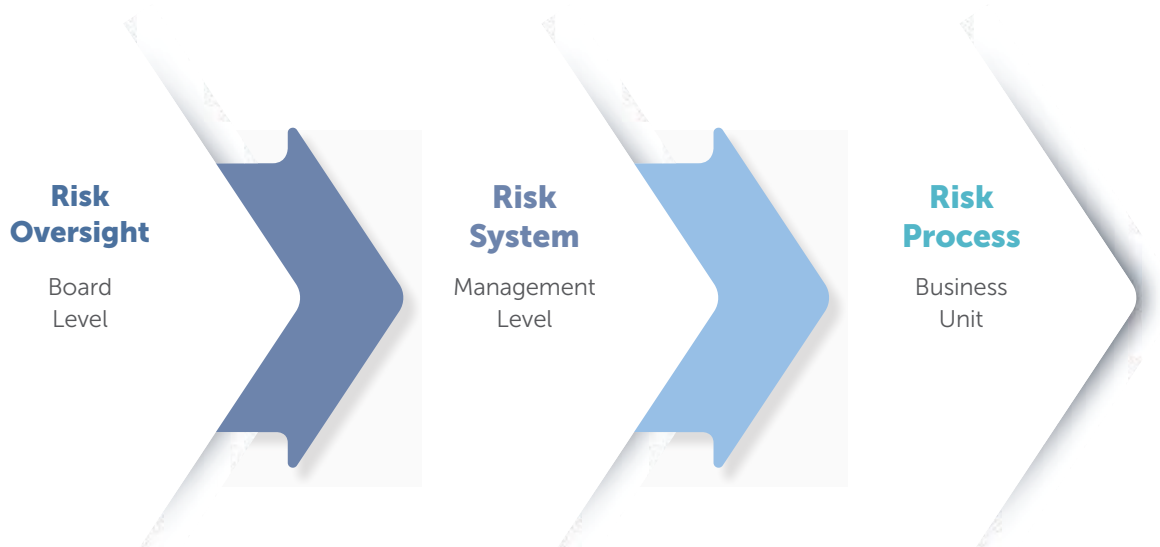 Risk
Oversight
Board
Level
Risk
System
Management
Level
Risk
Process
Business
Unit